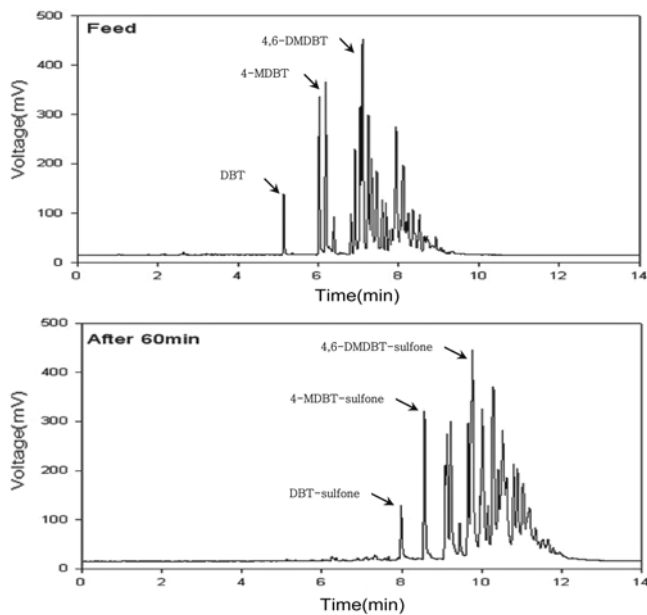 Feed
500
400
300
200
100
0
Voltage(mV)
4,6-DMDBT
4-MDBT
DBT
0 2 4 6 8 10 12 14
Time(min)
After 60min
500
400
300
200
100
0
Voltage(mV)
4,6-DMDBT-sulfone
4-MDBT-sulfone
DBT-sulfone
0 2 4 6 8 10 12 14
Time(min)